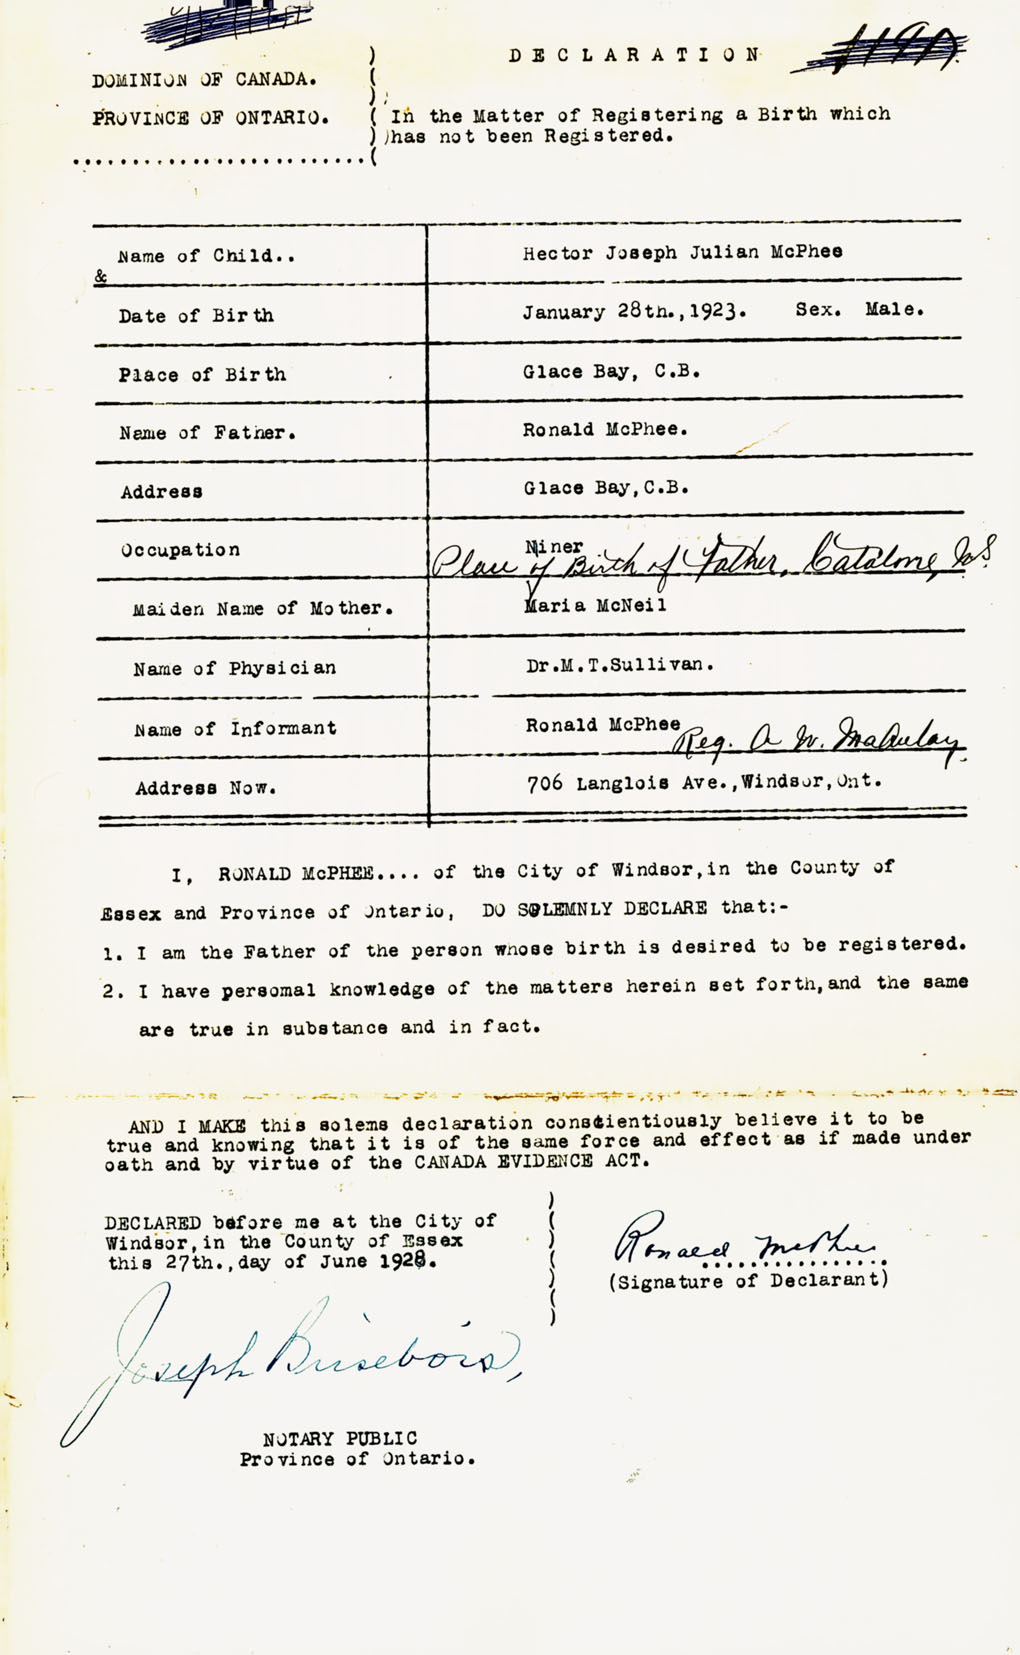 DECLARATION
DOMINION OF CANADA.
PROVINCE OF ONTARIO.
In the Matter of Registering a Birth which
has not been Registered.
Name of Child.. Hector Joseph Julian McPhee
&
Date of Birth January 28th.,1923. Sex. Male.
Place of Birth Glace Bay, C.B.
Name of Father. Ronald McPhee.
Address Glace Bay,C.B.
Occupation Miner
Place of Birth of Father, Catalone, N.S.
Maiden Name of Mother. Maria McNeil
Name of Physician Dr.M.T.Sullivan.
Name of Informant Ronald McPhee
Reg. A. W. MacAulay
Address Now. 706 Langlois Ave.,Windsor,Ont.
I, RONALD McPHEE.... of the City of Windsor,in the County of
Essex and Province of Ontario, DO SOLEMNLY DECLARE that:-
1. I am the Father of the person whose birth is desired to be registered.
2. I have persomal knowledge of the matters herein set forth,and the same
are true in substance and in fact.
AND I MAKE this solems declaration conscientiously believe it to be
true and knowing that it is of the same force and effect as if made under
oath and by virtue of the CANADA EVIDENCE ACT.
DECLARED before me at the City of
Windsor,in the County of Essex
this 27th.,day of June 1928.
Ronald McPhee
(Signature of Declarant)
Joseph Brisebois,
NOTARY PUBLIC
Province of Ontario.